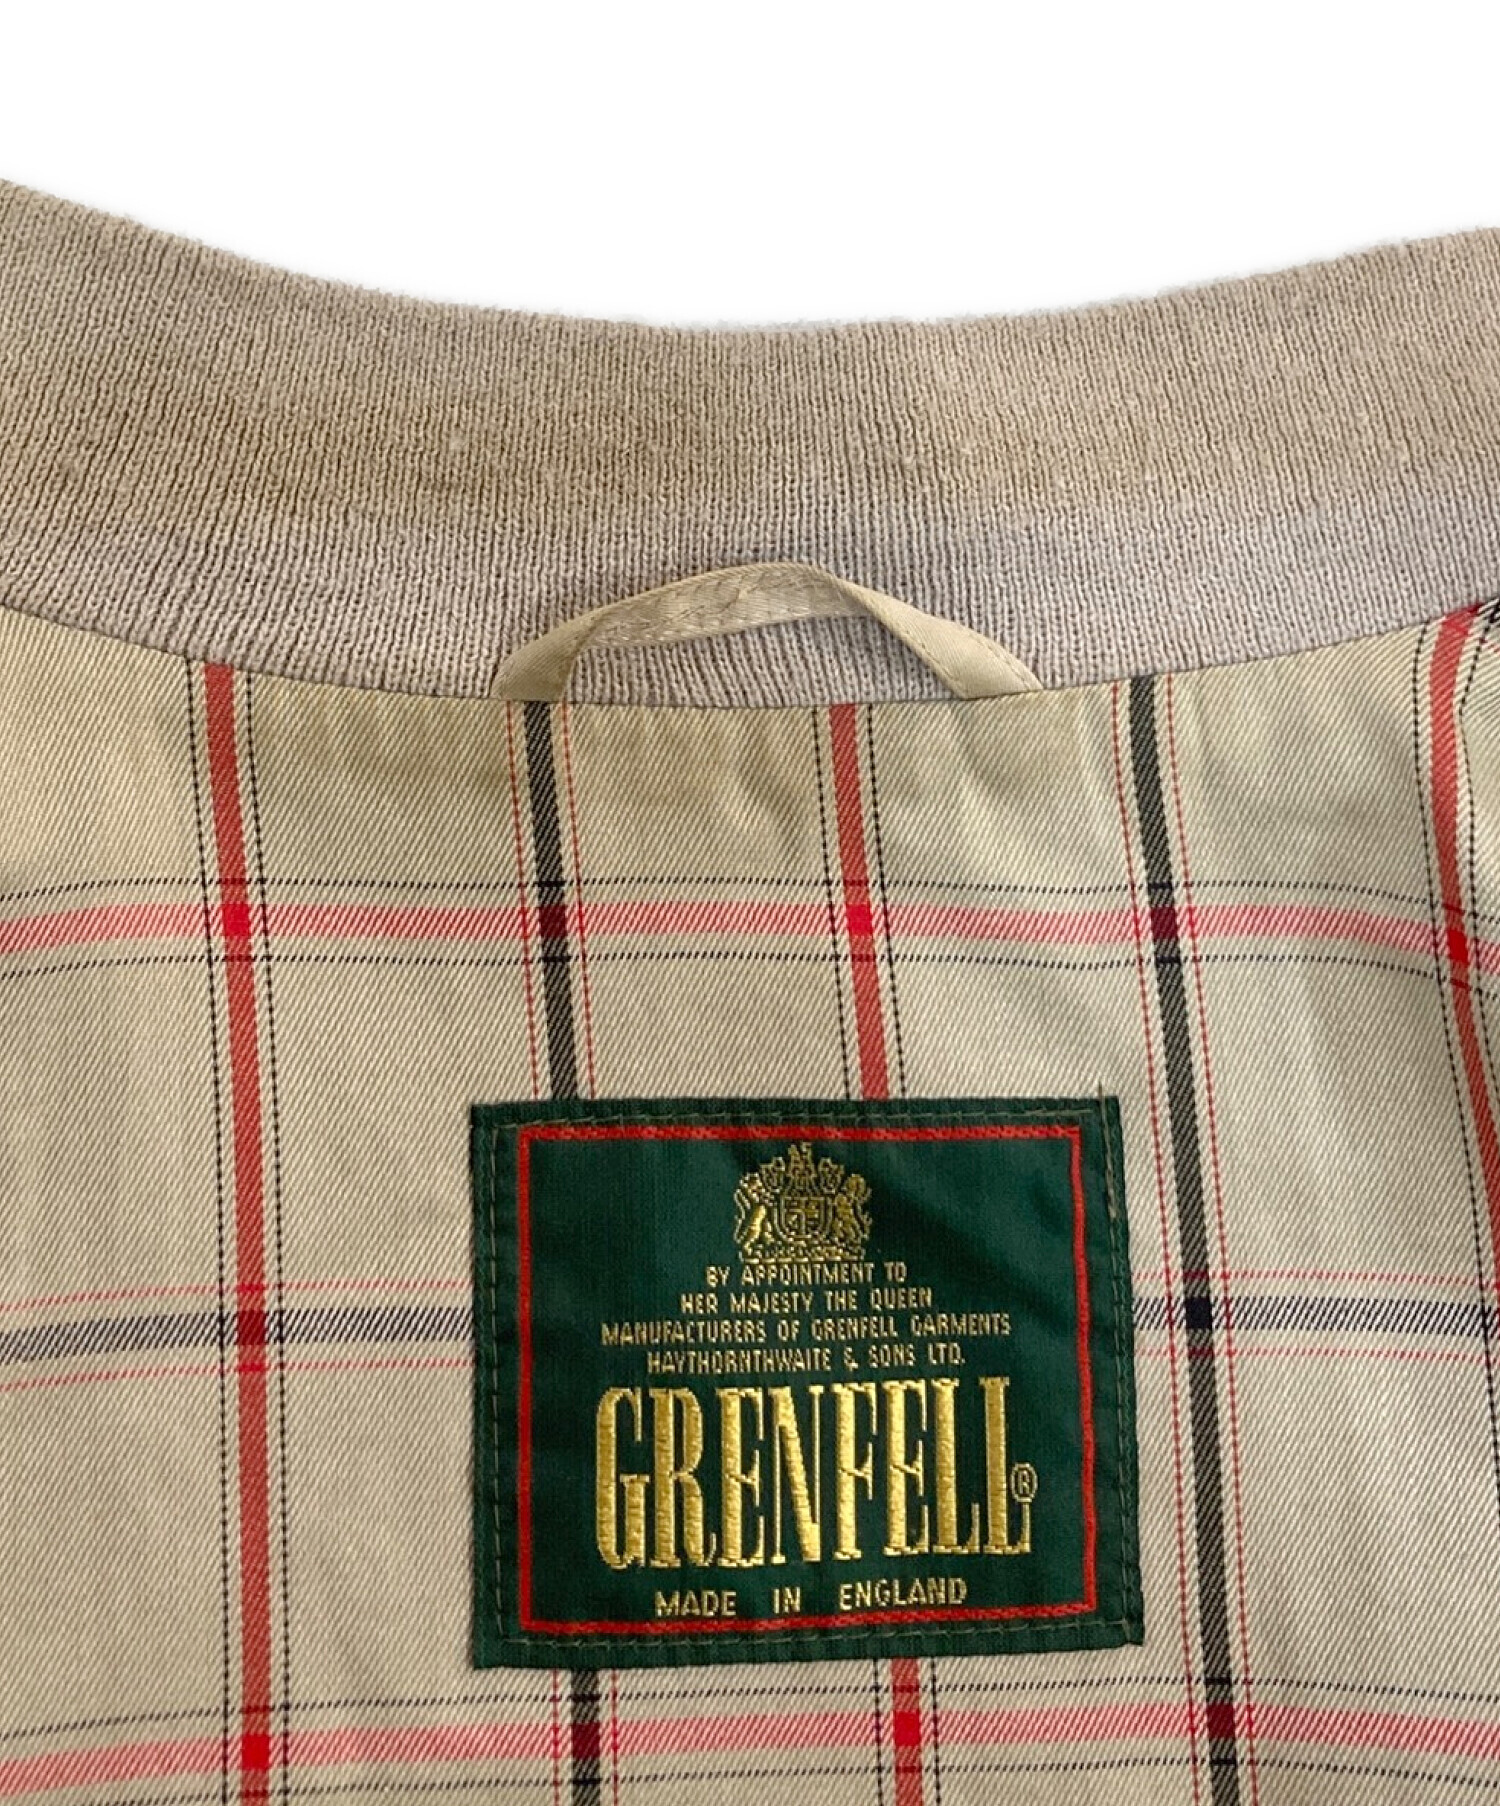 BY APPOINTMENT TO
HER MAJESTY THE QUEEN
MANUFACTURERS OF GRENFELL GARMENTS
HAYTHORNTHWAITE & SONS LTD.
GRENFELL®
MADE IN ENGLAND